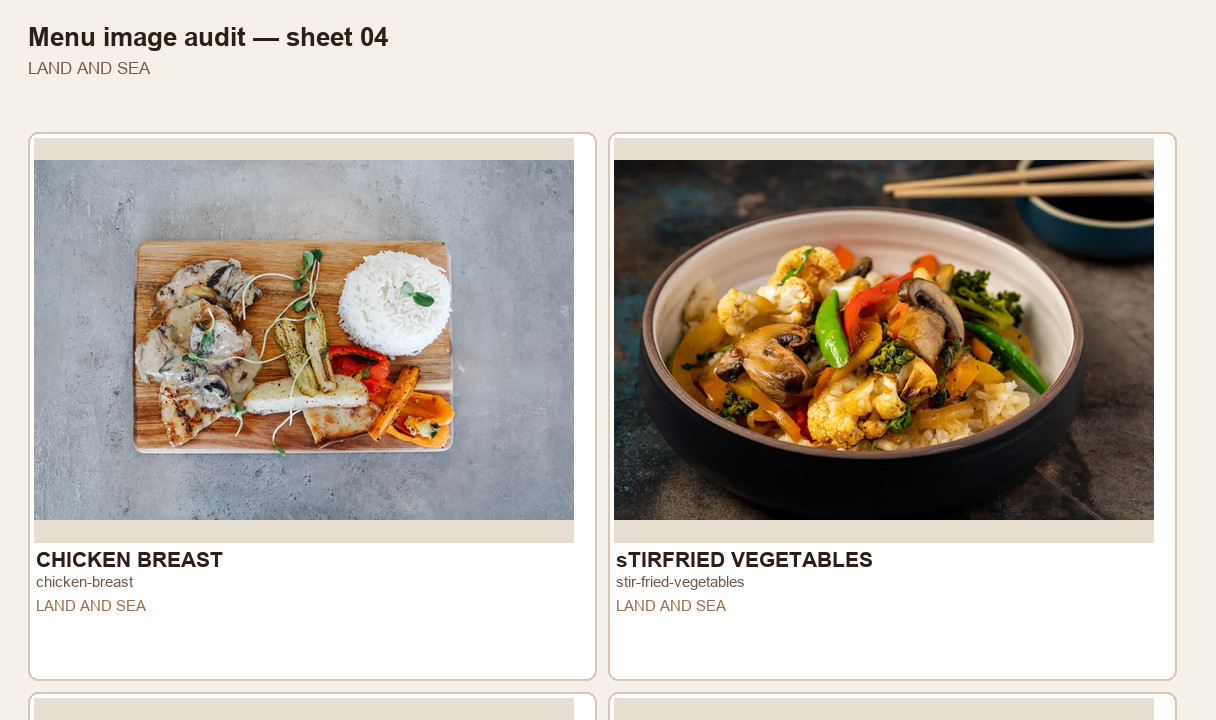 Menu image audit — sheet 04
LAND AND SEA
CHICKEN BREAST
chicken-breast
LAND AND SEA
sTIRFRIED VEGETABLES
stir-fried-vegetables
LAND AND SEA